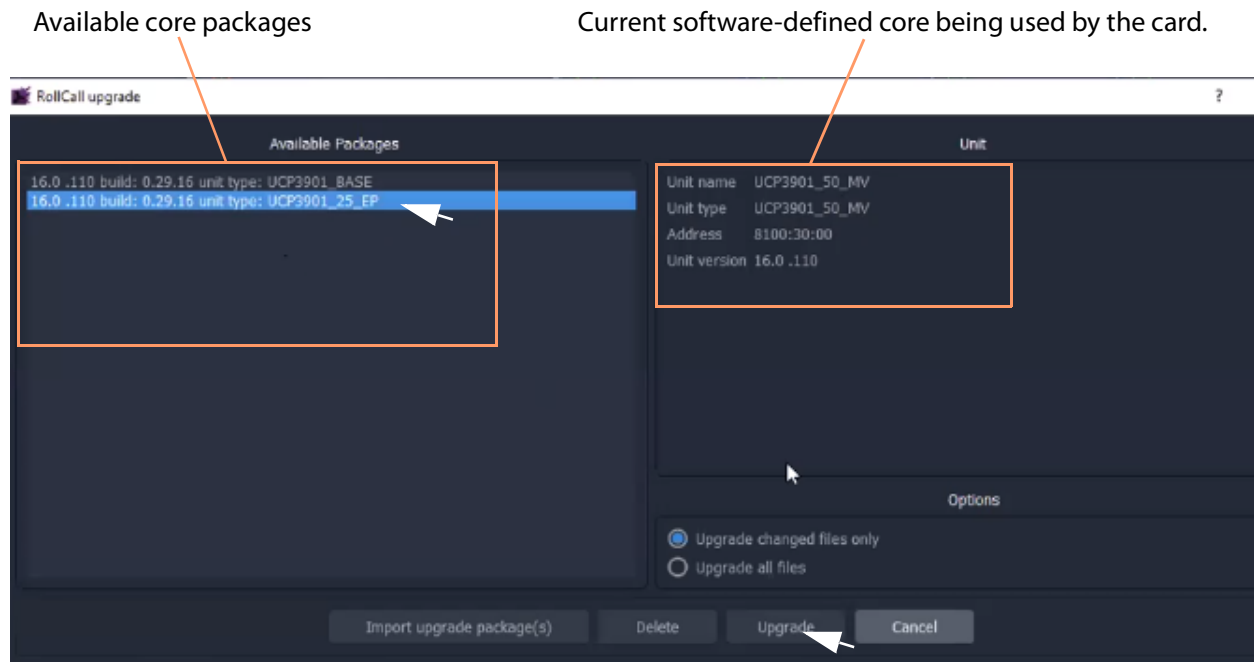 Available core packages
Current software-defined core being used by the card.
RollCall upgrade
?
Available Packages
Unit
16.0 .110 build: 0.29.16 unit type: UCP3901_BASE
16.0 .110 build: 0.29.16 unit type: UCP3901_25_EP
Unit name UCP3901_50_MV
Unit type UCP3901_50_MV
Address 8100:30:00
Unit version 16.0 .110
Options
Upgrade changed files only
Upgrade all files
Import upgrade package(s)
Delete
Upgrade
Cancel